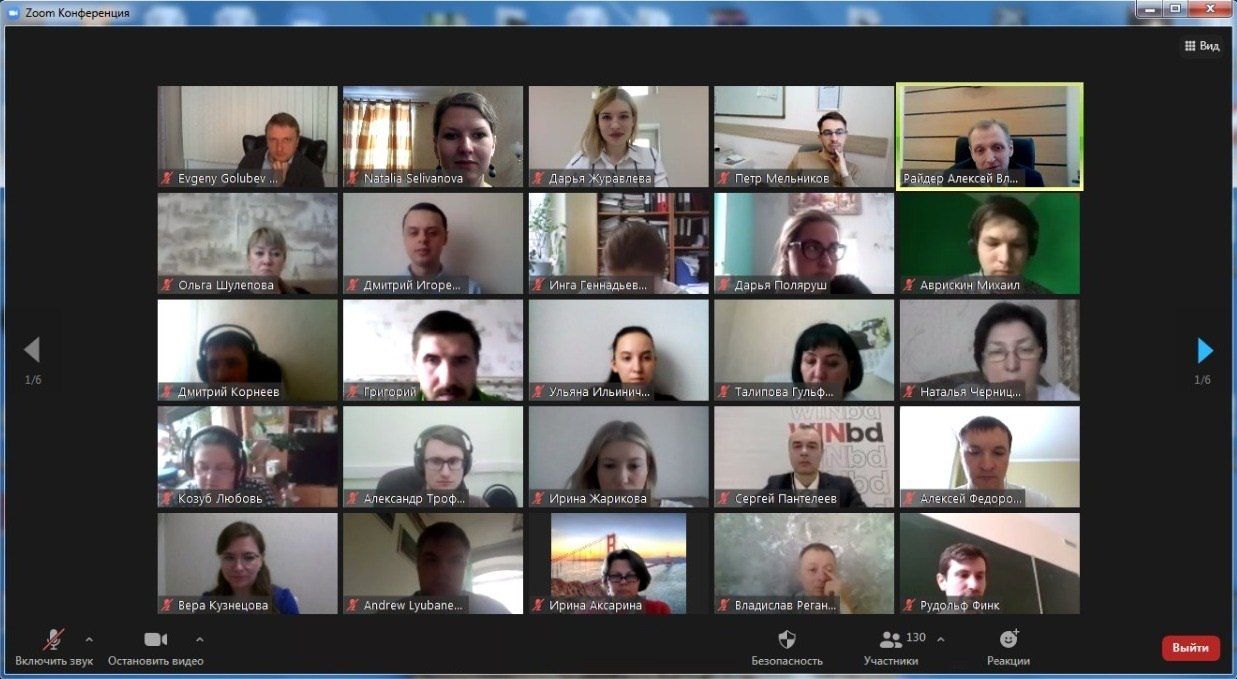 Zoom Конференция
Вид
Evgeny Golubev ...
Natalia Selivanova
Дарья Журавлева
Петр Мельников
Райдер Алексей Вл...
Ольга Шулепова
Дмитрий Игоре...
Инга Геннадьев...
Дарья Поляруш
Аврискин Михаил
1/6
Дмитрий Корнеев
Григорий
Ульяна Ильинич...
Талипова Гульф...
Наталья Черниц...
1/6
Козуб Любовь
Александр Троф...
Ирина Жарикова
WINbd
WINbd
WINbd
Сергей Пантелеев
Алексей Федоро...
Вера Кузнецова
Andrew Lyubane...
Ирина Аксарина
Владислав Реган...
Рудольф Финк
Включить звук
Остановить видео
Безопасность
130
Участники
Реакции
Выйти